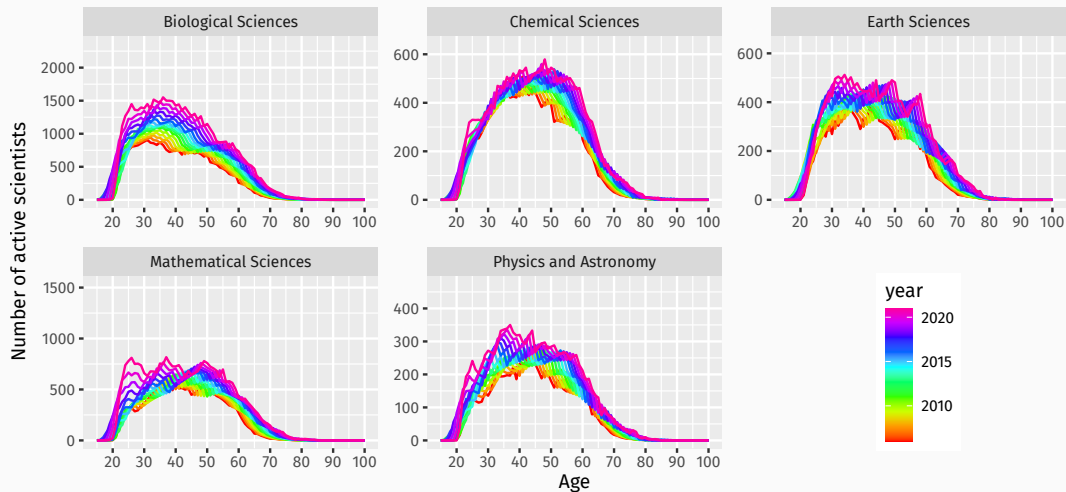 Biological Sciences
Chemical Sciences
Earth Sciences
2000
1500
1000
500
0
600
400
200
0
600
400
200
0
20 30 40 50 60 70 80 90 100
20 30 40 50 60 70 80 90 100
20 30 40 50 60 70 80 90 100
Number of active scientists
Mathematical Sciences
Physics and Astronomy
1500
1000
500
0
400
300
200
100
0
20 30 40 50 60 70 80 90 100
20 30 40 50 60 70 80 90 100
Age
year
2020
2015
2010